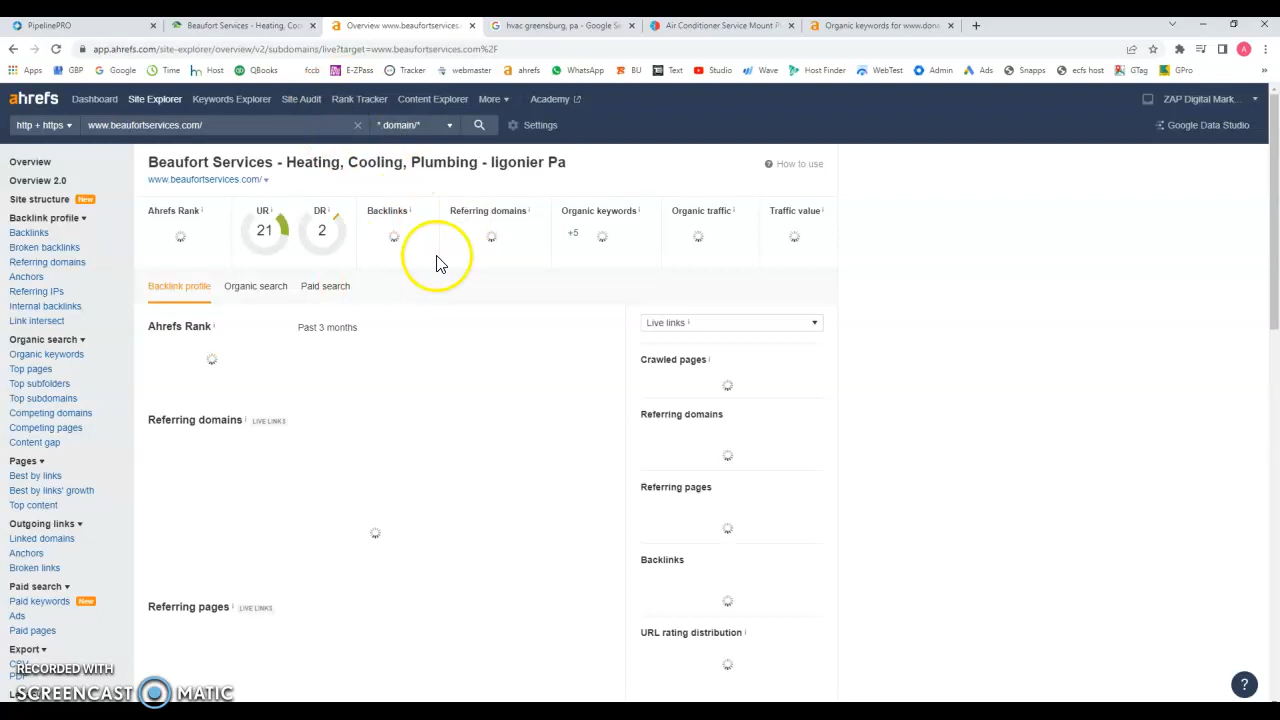 PipelinePRO
Beaufort Services - Heating, Coo
Overview www.beaufortservices.
hvac greensburg, pa - Google Se
Air Conditioner Service Mount Pl
Organic keywords for www.dona
app.ahrefs.com/site-explorer/overview/v2/subdomains/live?target=www.beaufortservices.com%2F
A
Apps GBP Google Time Host QBooks fccb E-ZPass Tracker webmaster ahrefs WhatsApp BU Text Studio Wave Host Finder WebTest Admin Ads Snapps ecfs host GTag GPro »
ahrefs Dashboard Site Explorer Keywords Explorer Site Audit Rank Tracker Content Explorer More Academy ZAP Digital Mark...
http + https www.beaufortservices.com/ *.domain/* Settings Google Data Studio
Overview
Overview 2.0
Site structure New
Backlink profile
Backlinks
Broken backlinks
Referring domains
Anchors
Referring IPs
Internal backlinks
Link intersect
Organic search
Organic keywords
Top pages
Top subfolders
Top subdomains
Competing domains
Competing pages
Content gap
Pages
Best by links
Best by links' growth
Top content
Outgoing links
Linked domains
Anchors
Broken links
Paid search
Paid keywords New
Ads
Paid pages
Export
Beaufort Services - Heating, Cooling, Plumbing - ligonier Pa
How to use
www.beaufortservices.com/
Ahrefs Rank i UR i DR i Backlinks i Referring domains i Organic keywords i Organic traffic i Traffic value i
21 2 +5
Backlink profile Organic search Paid search
Ahrefs Rank i Past 3 months
Live links i
Crawled pages i
Referring domains i LIVE LINKS
Referring domains
Referring pages
Backlinks
Referring pages i LIVE LINKS
URL rating distribution i
?
RECORDED WITH
SCREENCAST MATIC